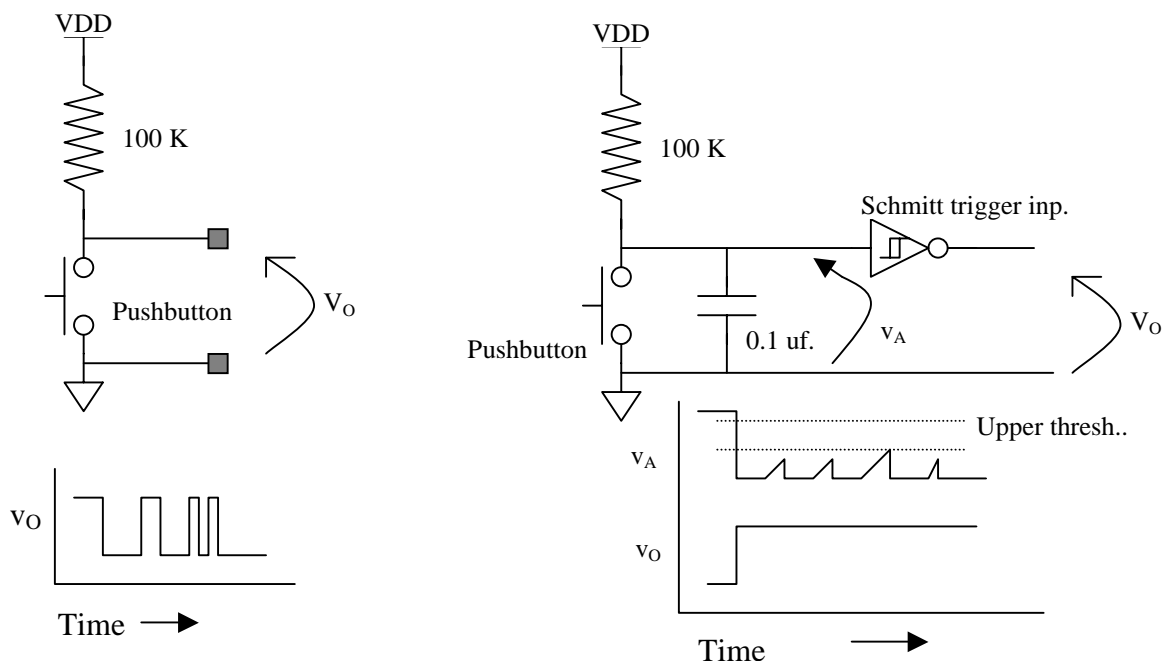 VDD
100 K
Pushbutton
VO
vO
Time
VDD
100 K
Schmitt trigger inp.
Pushbutton
0.1 uf.
vA
VO
Upper thresh..
vA
vO
Time